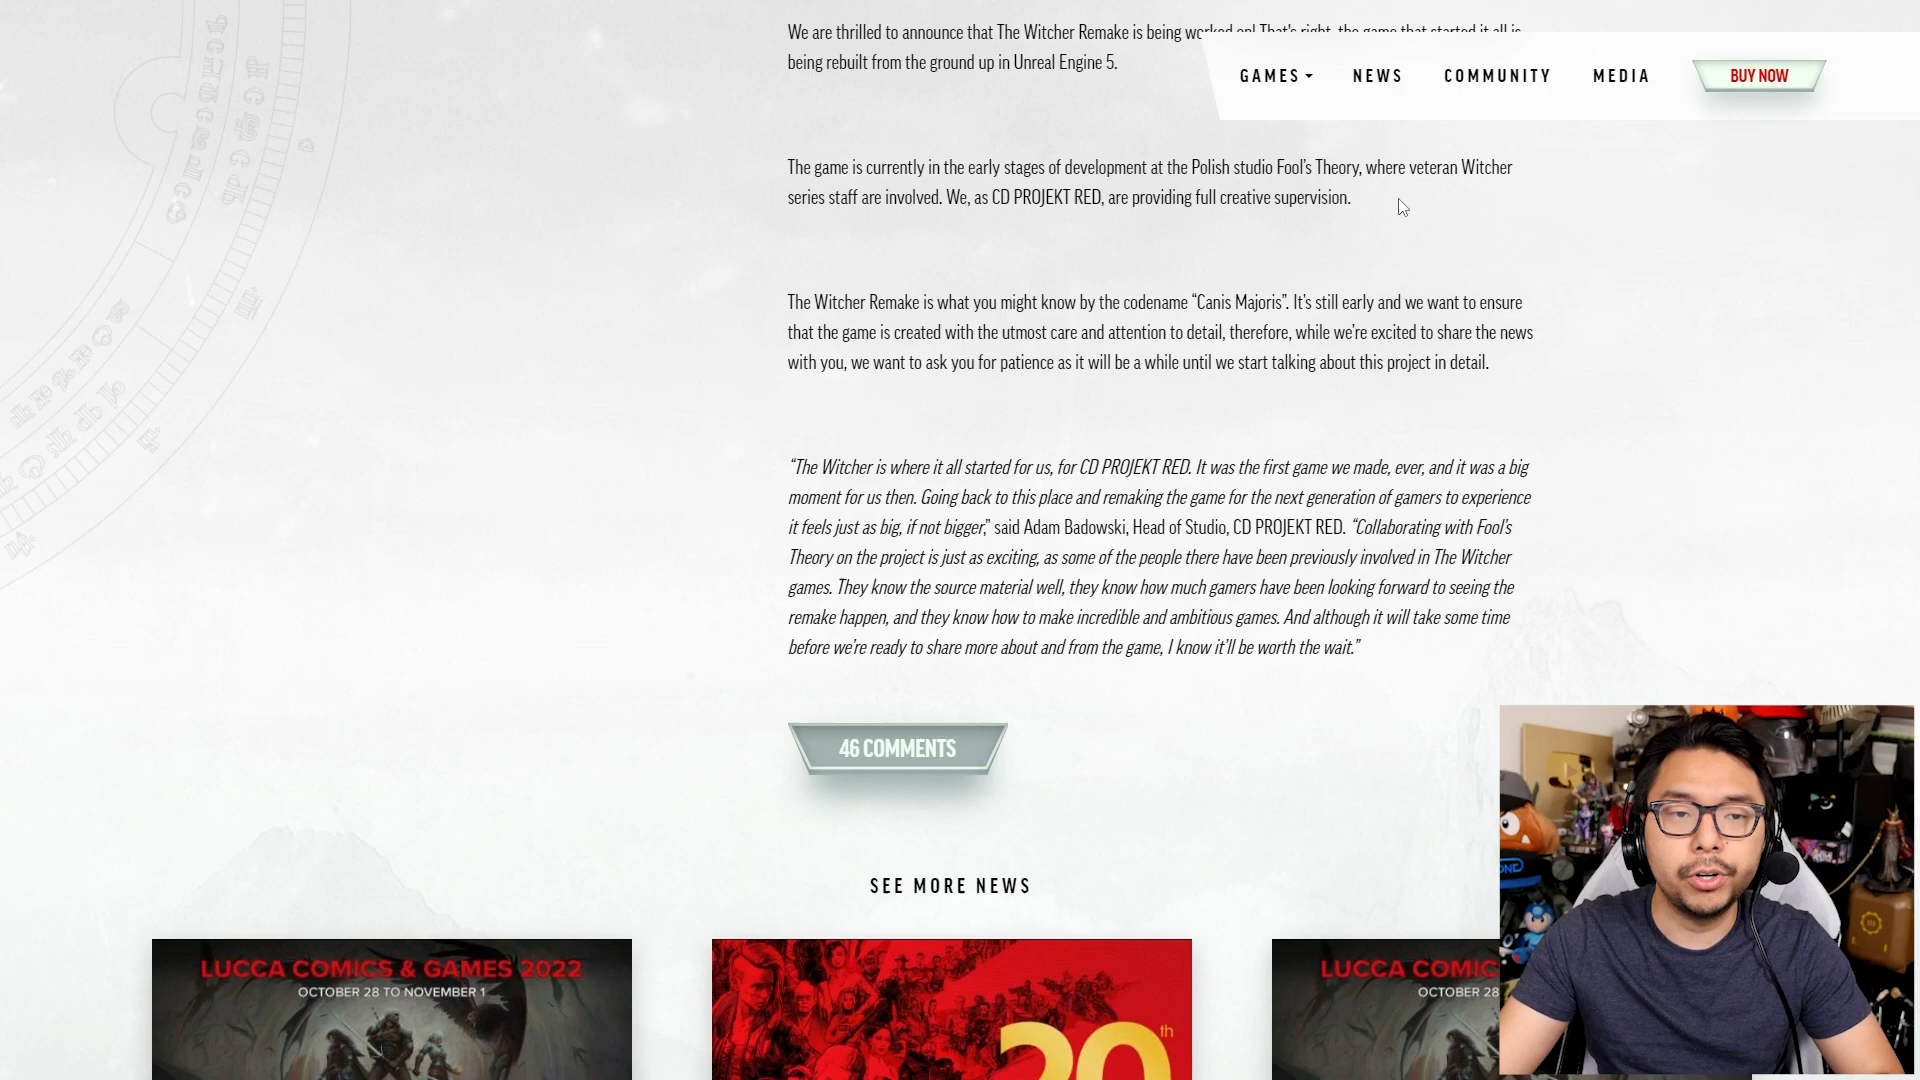 We are thrilled to announce that The Witcher Remake is being worked on! That's right, the game that started it all is
being rebuilt from the ground up in Unreal Engine 5.
GAMES
NEWS
COMMUNITY
MEDIA
BUY NOW
The game is currently in the early stages of development at the Polish studio Fool’s Theory, where veteran Witcher
series staff are involved. We, as CD PROJEKT RED, are providing full creative supervision.
The Witcher Remake is what you might know by the codename “Canis Majoris”. It’s still early and we want to ensure
that the game is created with the utmost care and attention to detail, therefore, while we’re excited to share the news
with you, we want to ask you for patience as it will be a while until we start talking about this project in detail.
“The Witcher is where it all started for us, for CD PROJEKT RED. It was the first game we made, ever, and it was a big
moment for us then. Going back to this place and remaking the game for the next generation of gamers to experience
it feels just as big, if not bigger,” said Adam Badowski, Head of Studio, CD PROJEKT RED. “Collaborating with Fool’s
Theory on the project is just as exciting, as some of the people there have been previously involved in The Witcher
games. They know the source material well, they know how much gamers have been looking forward to seeing the
remake happen, and they know how to make incredible and ambitious games. And although it will take some time
before we’re ready to share more about and from the game, I know it’ll be worth the wait.”
46 COMMENTS
SEE MORE NEWS
LUCCA COMICS & GAMES 2022
OCTOBER 28 TO NOVEMBER 1
20th
LUCCA COMIC
OCTOBER 28